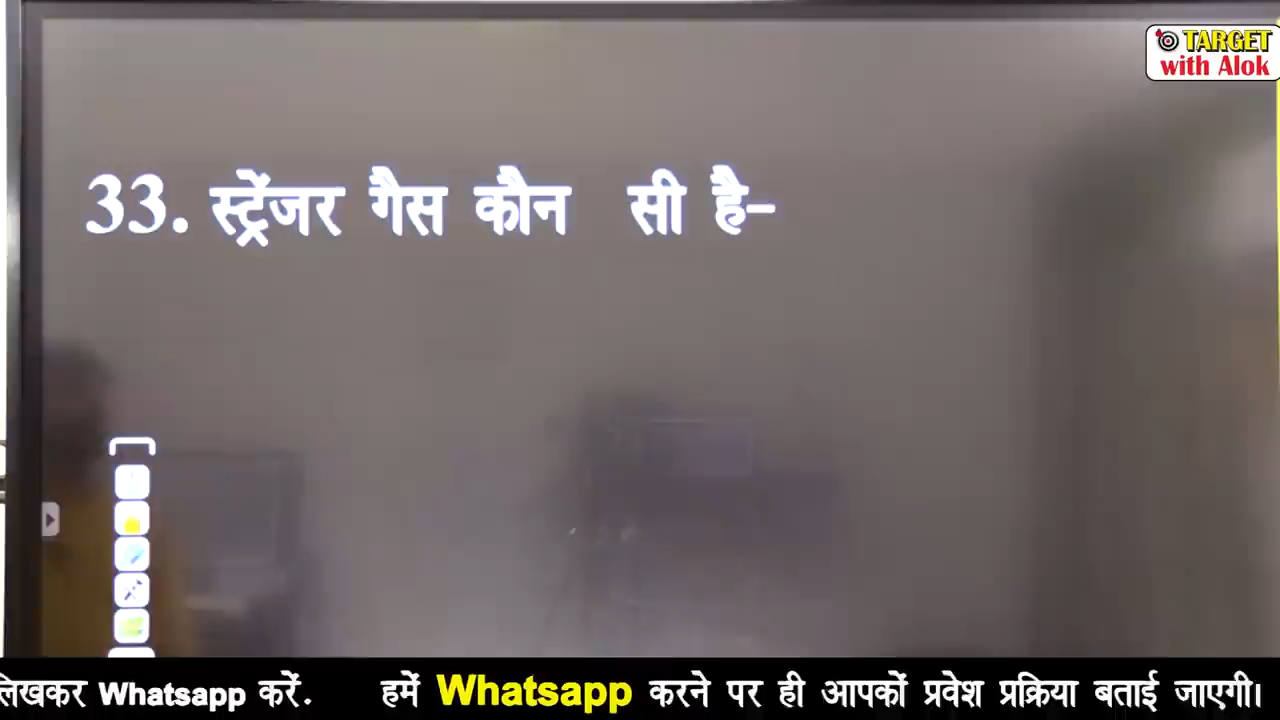 TARGET
with Alok
33. स्ट्रेंजर गैस कौन सी है-
लिखकर Whatsapp करें. हमें Whatsapp करने पर ही आपकों प्रवेश प्रक्रिया बताई जाएगी।